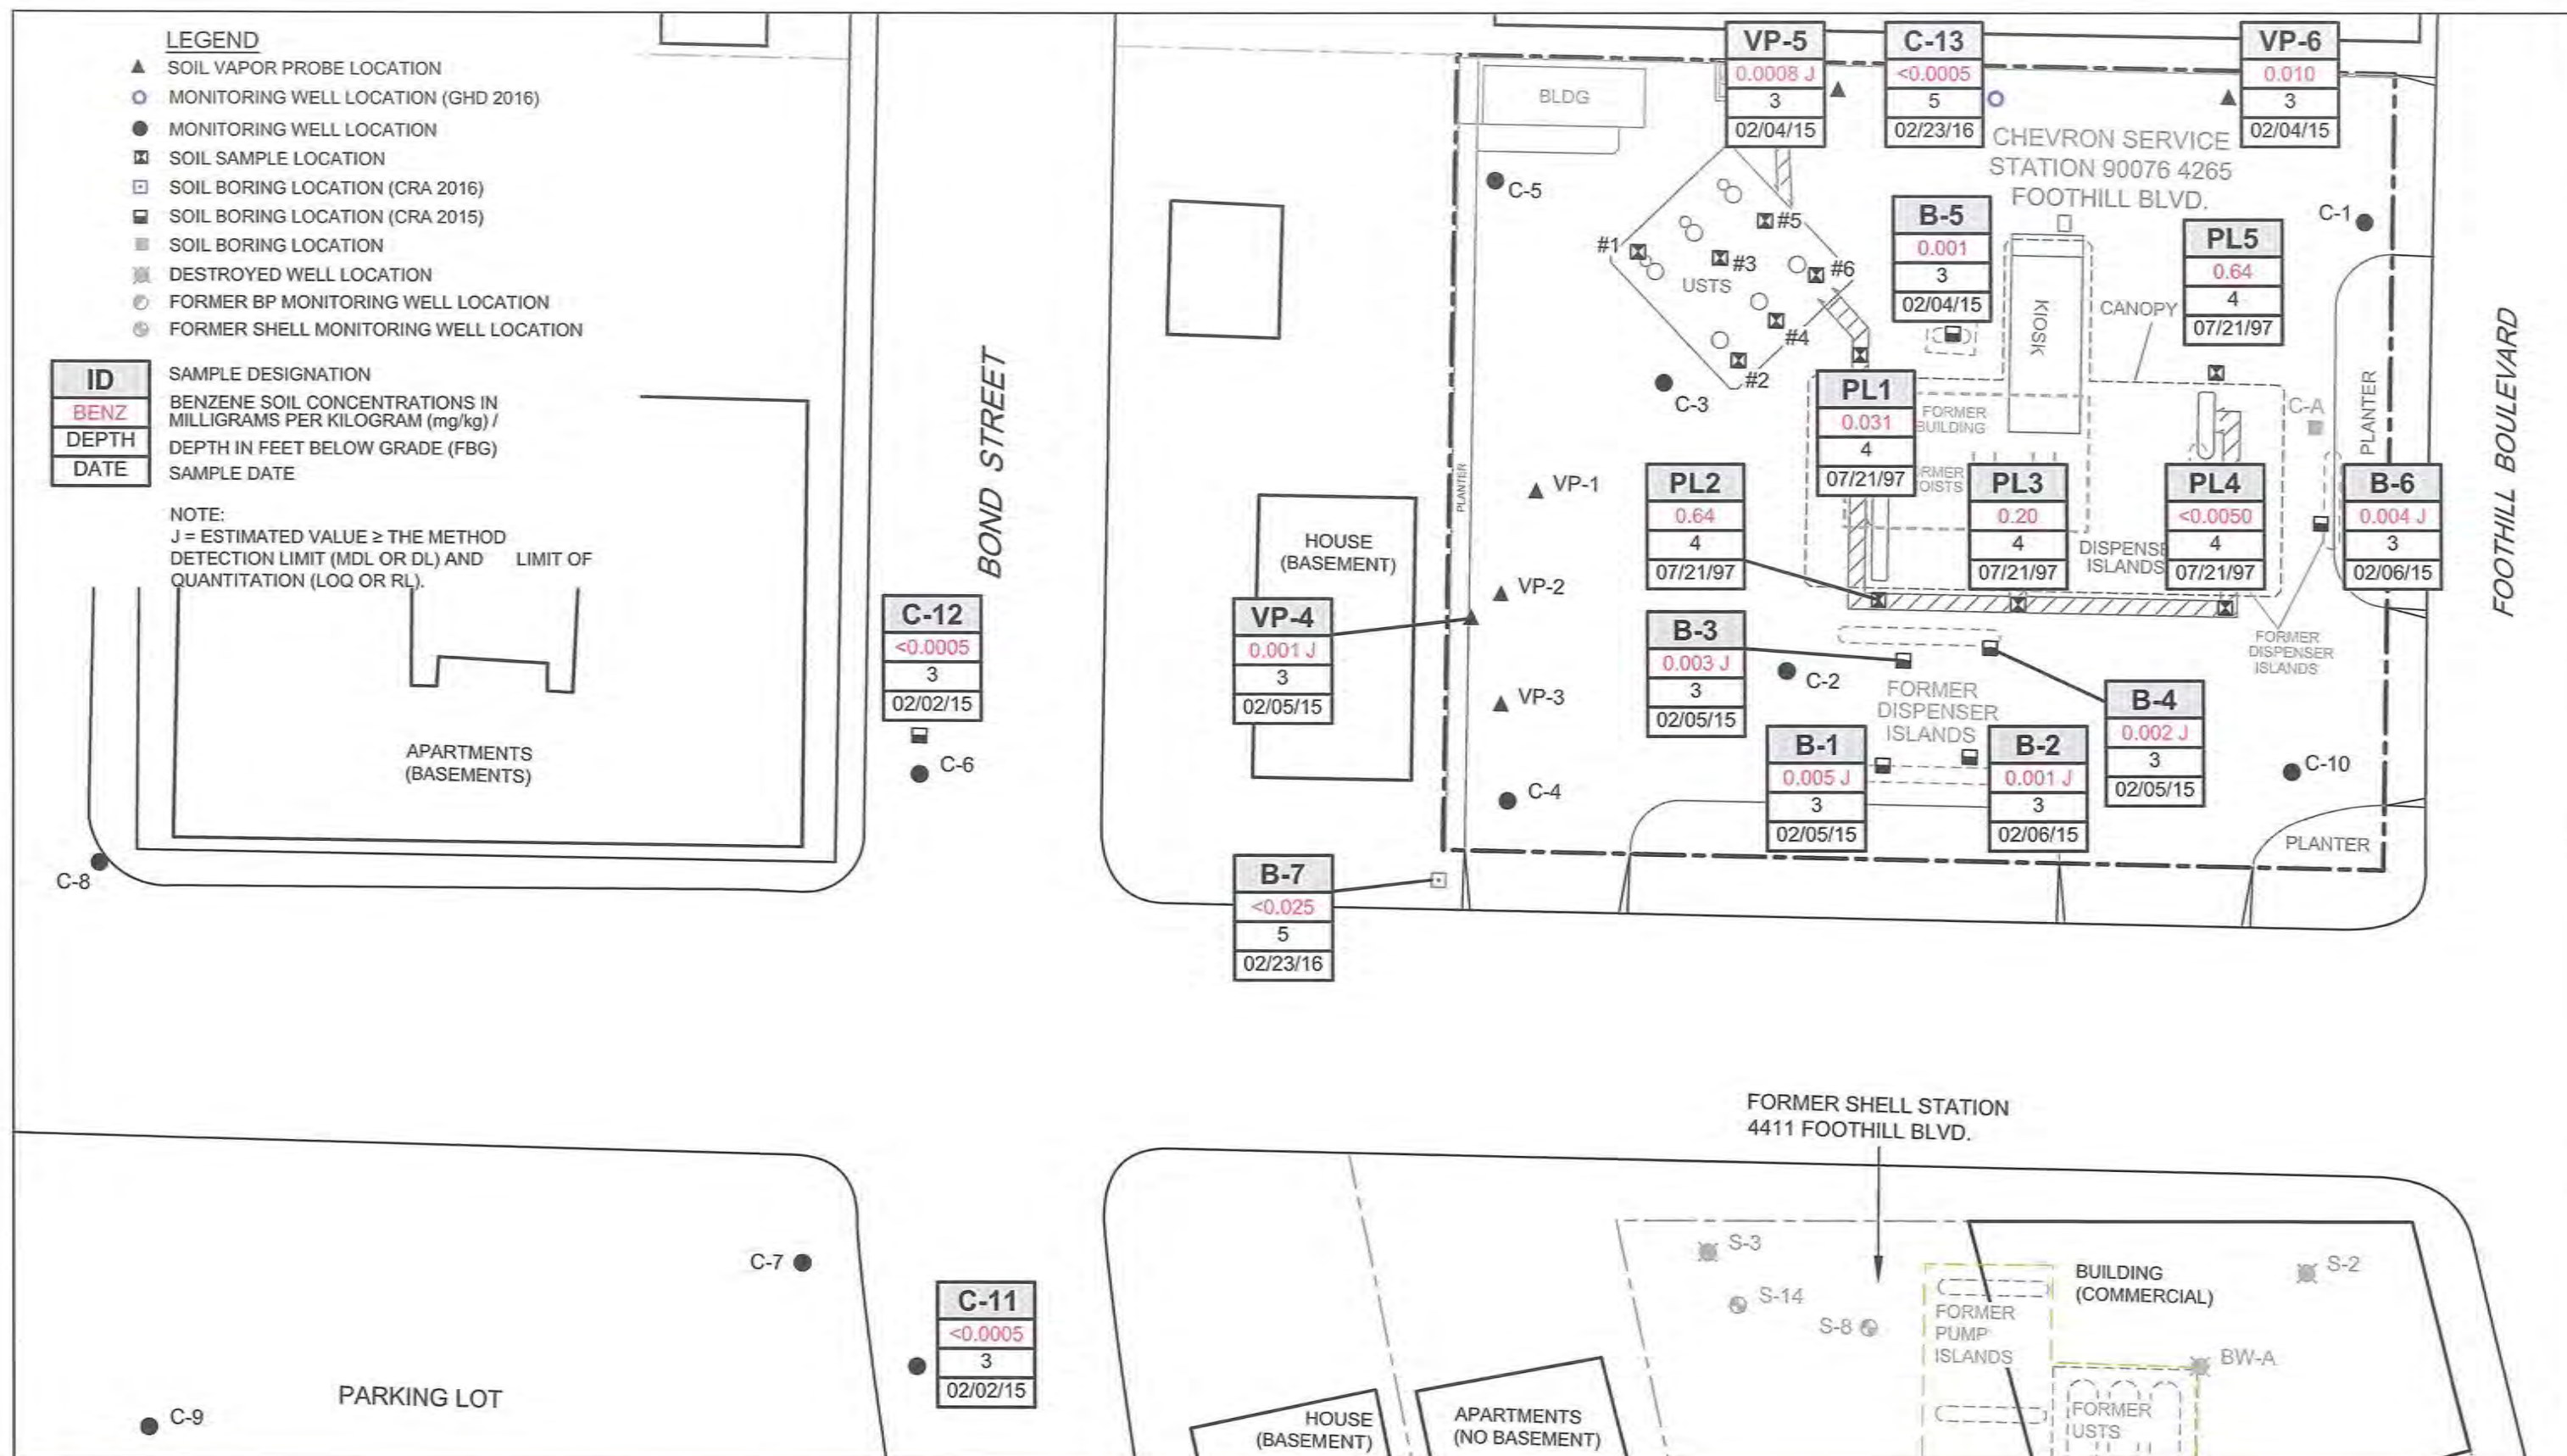 LEGEND
SOIL VAPOR PROBE LOCATION
MONITORING WELL LOCATION (GHD 2016)
MONITORING WELL LOCATION
SOIL SAMPLE LOCATION
SOIL BORING LOCATION (CRA 2016)
SOIL BORING LOCATION (CRA 2015)
SOIL BORING LOCATION
DESTROYED WELL LOCATION
FORMER BP MONITORING WELL LOCATION
FORMER SHELL MONITORING WELL LOCATION
ID
BENZ
DEPTH
DATE
SAMPLE DESIGNATION
BENZENE SOIL CONCENTRATIONS IN
MILLIGRAMS PER KILOGRAM (mg/kg) /
DEPTH IN FEET BELOW GRADE (FBG)
SAMPLE DATE
NOTE:
J = ESTIMATED VALUE ≥ THE METHOD
DETECTION LIMIT (MDL OR DL) AND LIMIT OF
QUANTITATION (LOQ OR RL).
APARTMENTS
(BASEMENTS)
C-8
BOND STREET
C-12
<0.0005
3
02/02/15
C-6
HOUSE
(BASEMENT)
VP-4
0.001 J
3
02/05/15
B-7
<0.025
5
02/23/16
BLDG
VP-5
0.0008 J
3
02/04/15
C-13
<0.0005
5
02/23/16
VP-6
0.010
3
02/04/15
CHEVRON SERVICE
STATION 90076 4265
FOOTHILL BLVD.
C-5
#1
#5
#3
#6
USTS
#4
#2
C-3
B-5
0.001
3
02/04/15
KIOSK
CANOPY
PL5
0.64
4
07/21/97
C-1
C-A
PLANTER
FOOTHILL BOULEVARD
PLANTER
VP-1
VP-2
VP-3
C-4
PL1
0.031
4
07/21/97
FORMER
BUILDING
PL2
0.64
4
07/21/97
PL3
0.20
4
07/21/97
PL4
<0.0050
4
07/21/97
B-6
0.004 J
3
02/06/15
ISLANDS
FORMER
DISPENSER
ISLANDS
B-3
0.003 J
3
02/05/15
C-2
FORMER
DISPENSER
ISLANDS
B-4
0.002 J
3
02/05/15
B-1
0.005 J
3
02/05/15
B-2
0.001 J
3
02/06/15
C-10
PLANTER
FORMER SHELL STATION
4411 FOOTHILL BLVD.
C-7
C-11
<0.0005
3
02/02/15
PARKING LOT
C-9
HOUSE
(BASEMENT)
APARTMENTS
(NO BASEMENT)
S-3
S-14
S-8
FORMER
PUMP
ISLANDS
BUILDING
(COMMERCIAL)
S-2
BW-A
FORMER
USTS